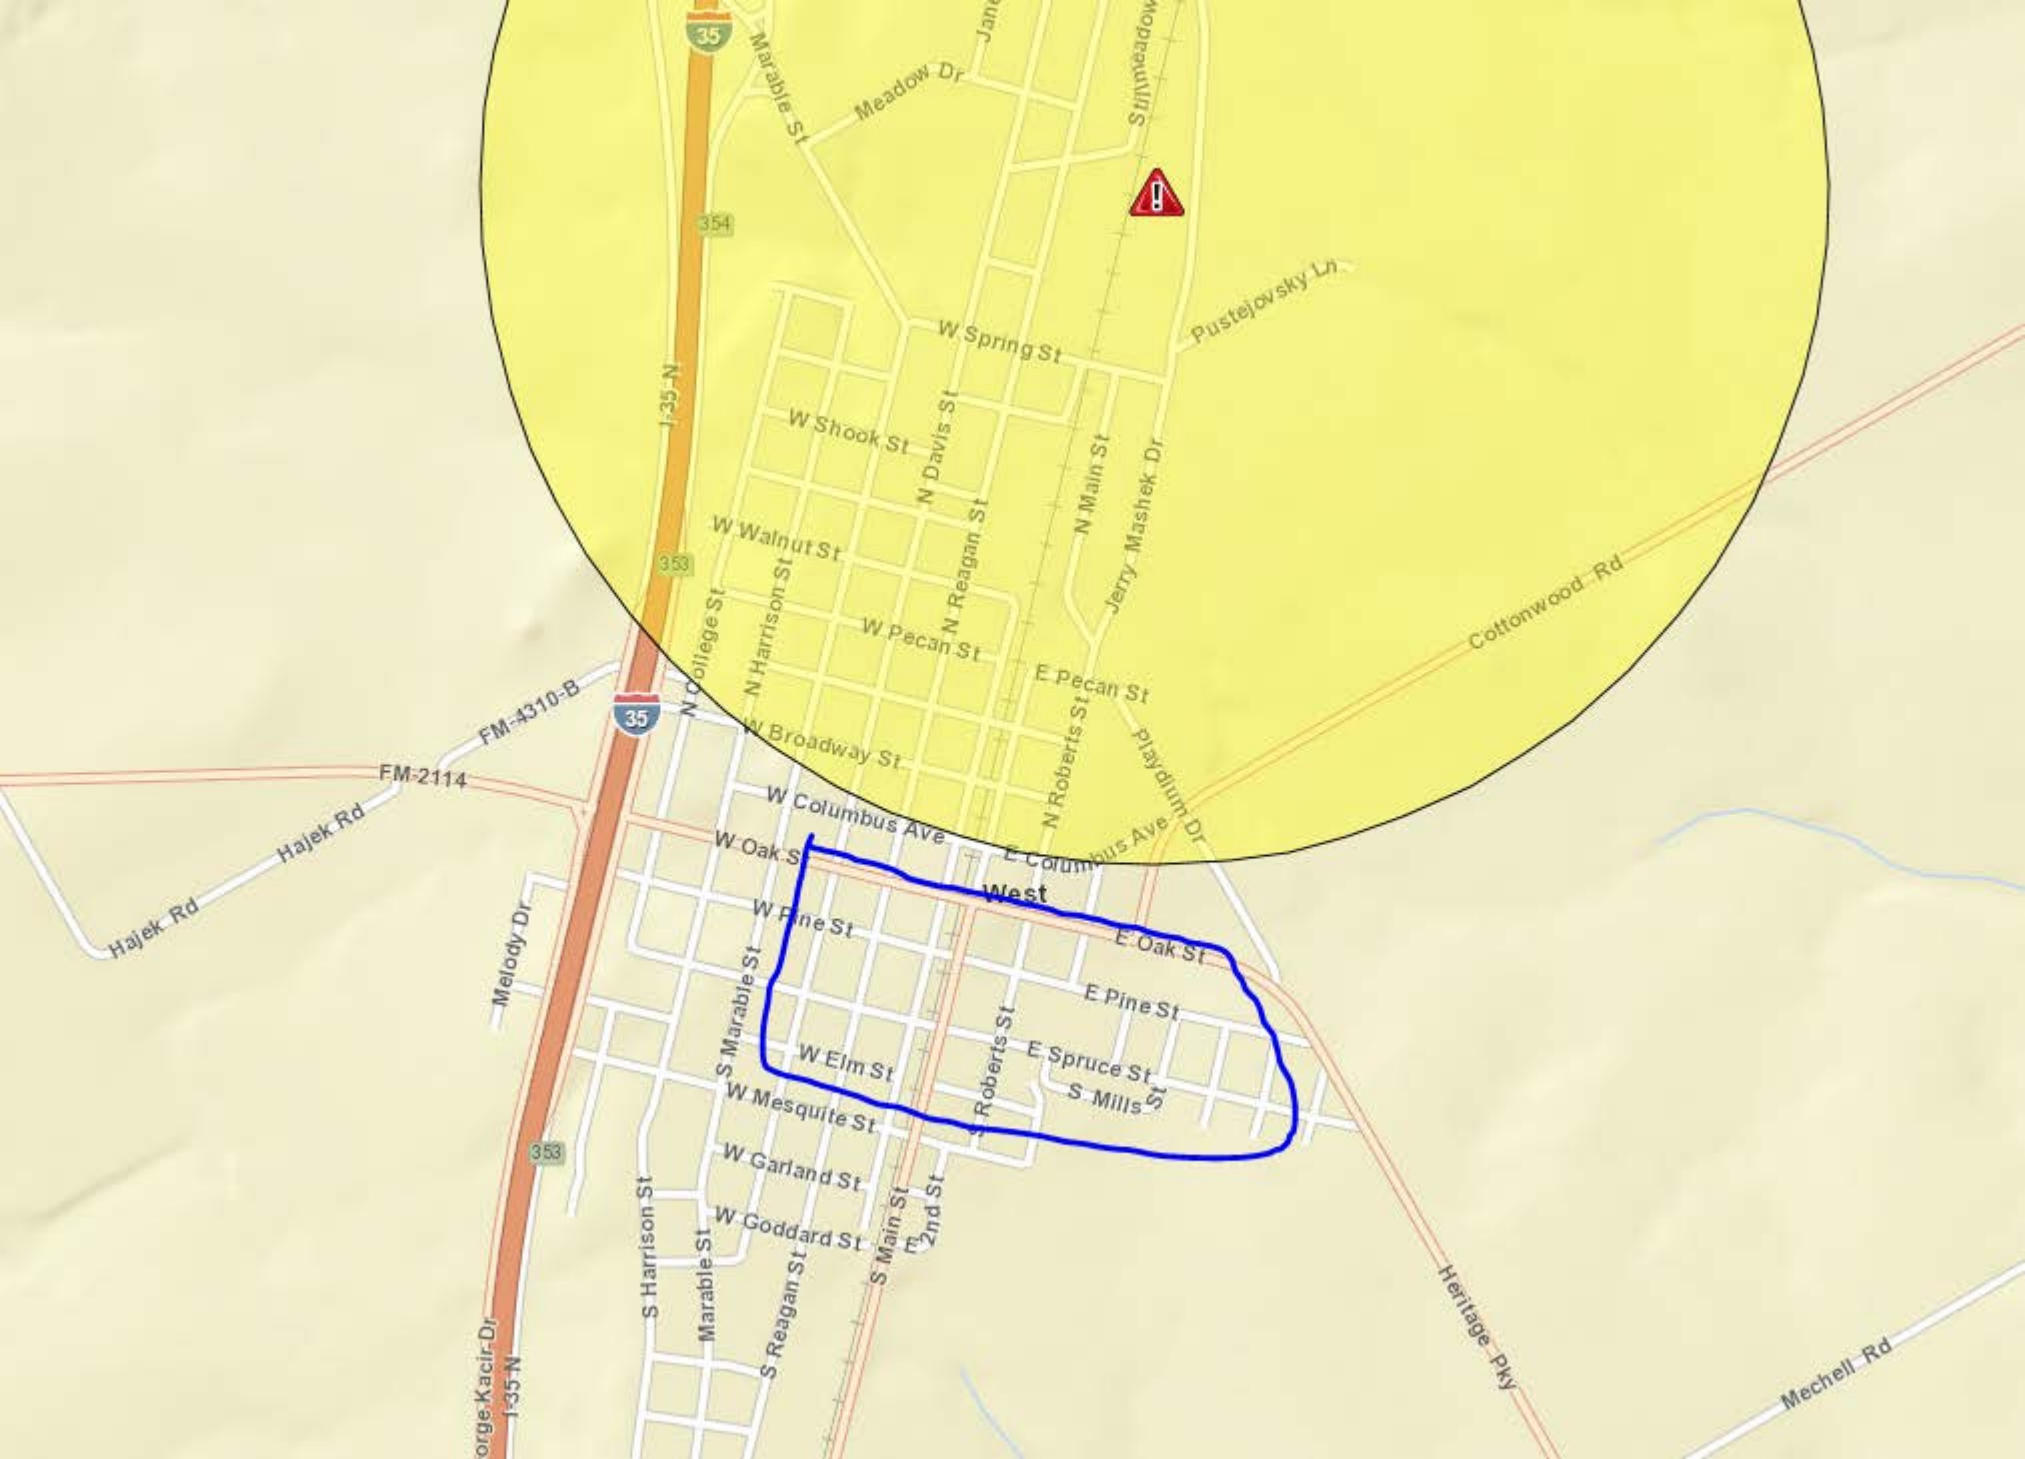 35
Marable St
Meadow Dr
Jane
Stillmeadow
354
Pustejovsky Ln
W Spring St
I-35 N
W Shook St
N Davis St
N Main St
Jerry Mashek Dr
W Walnut St
N Reagan St
353
N College St
N Harrison St
W Pecan St
E Pecan St
Cottonwood Rd
FM-4310-B
35
W Broadway St
N Roberts St
Playdium Dr
FM-2114
W Columbus Ave
E Columbus Ave
Hajek Rd
W Oak St
West
Hajek Rd
Melody Dr
W Pine St
E Oak St
S Marable St
E Pine St
W Elm St
S Roberts St
E Spruce St
S Mills St
W Mesquite St
353
W Garland St
S Harrison St
Marable St
W Goddard St
S Main St
E 2nd St
S Reagan St
Heritage Pky
orge Kacir Dr
I-35 N
Mechell Rd